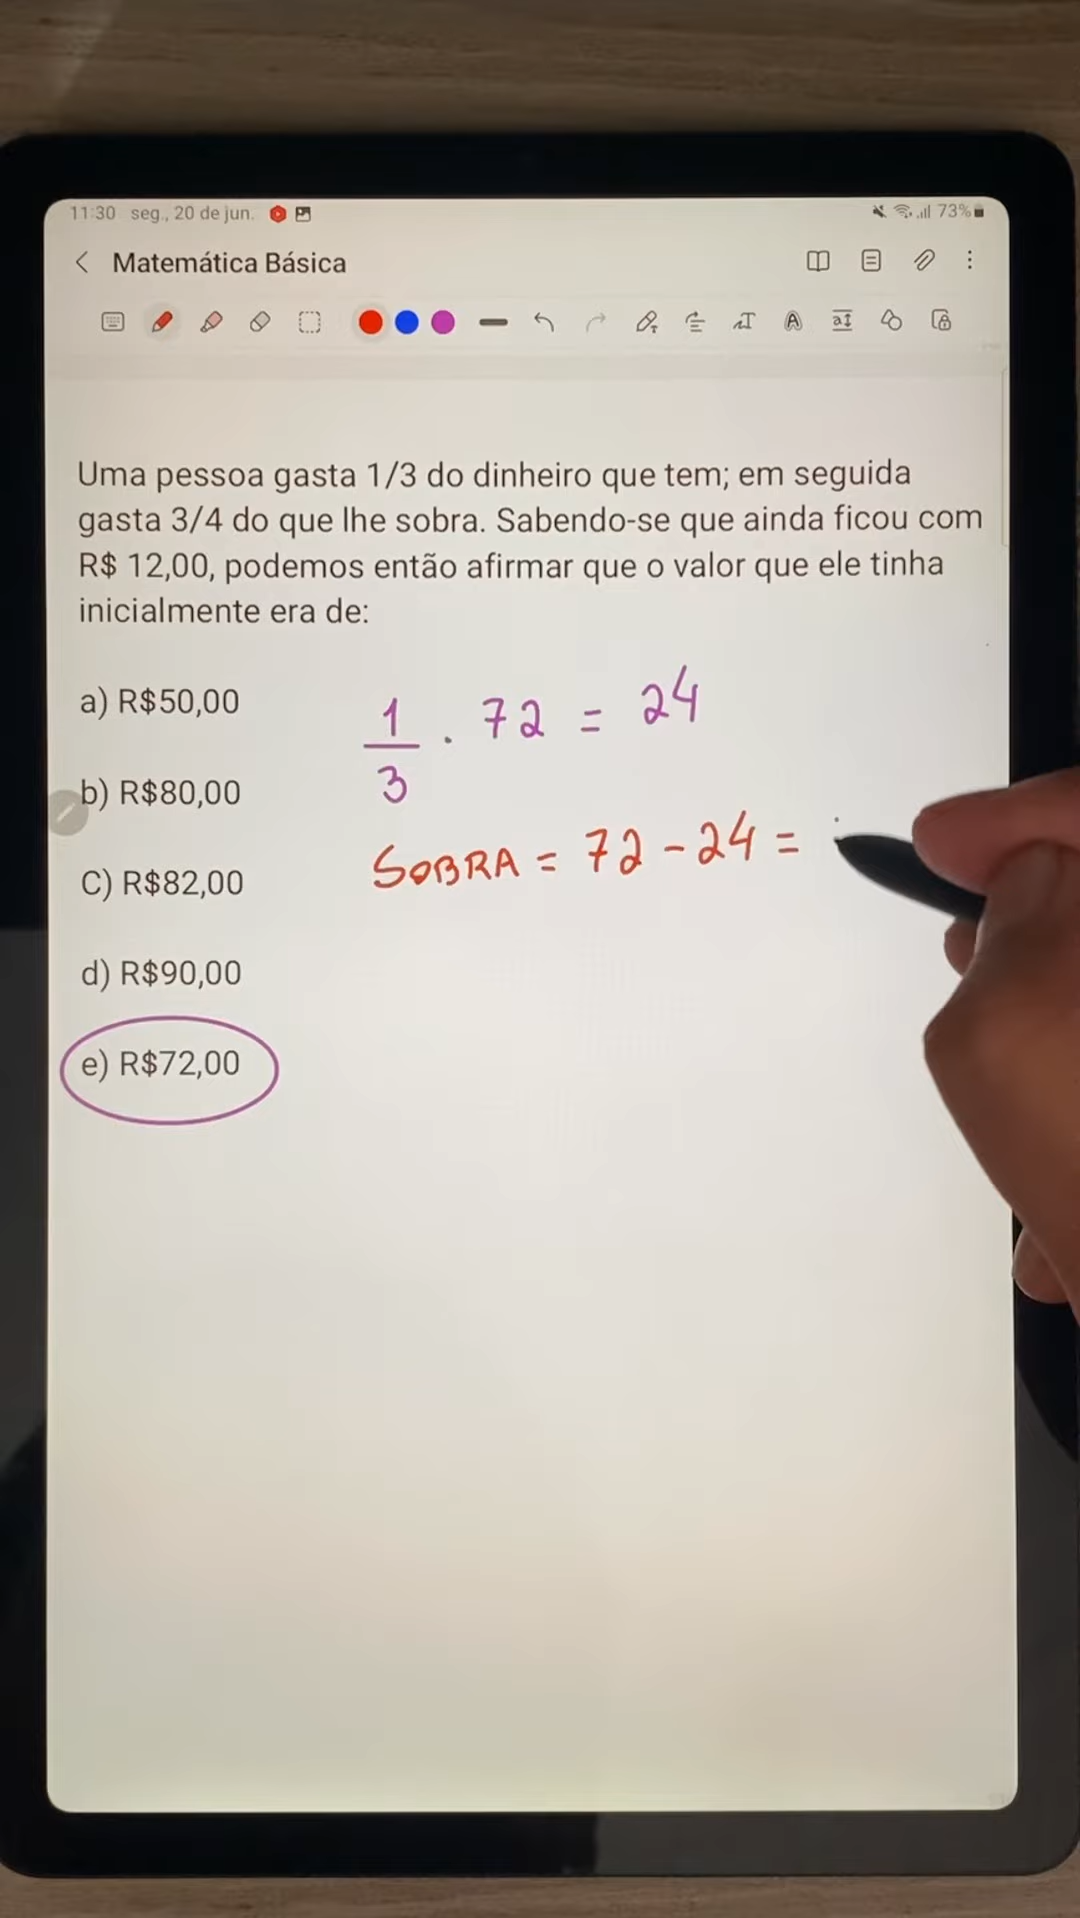 11:30 seg., 20 de jun. 73%
Matemática Básica
Uma pessoa gasta 1/3 do dinheiro que tem; em seguida
gasta 3/4 do que lhe sobra. Sabendo-se que ainda ficou com
R$ 12,00, podemos então afirmar que o valor que ele tinha
inicialmente era de:
a) R$50,00
b) R$80,00
C) R$82,00
d) R$90,00
e) R$72,00
1/3 . 72 = 24
SOBRA = 72 - 24 =